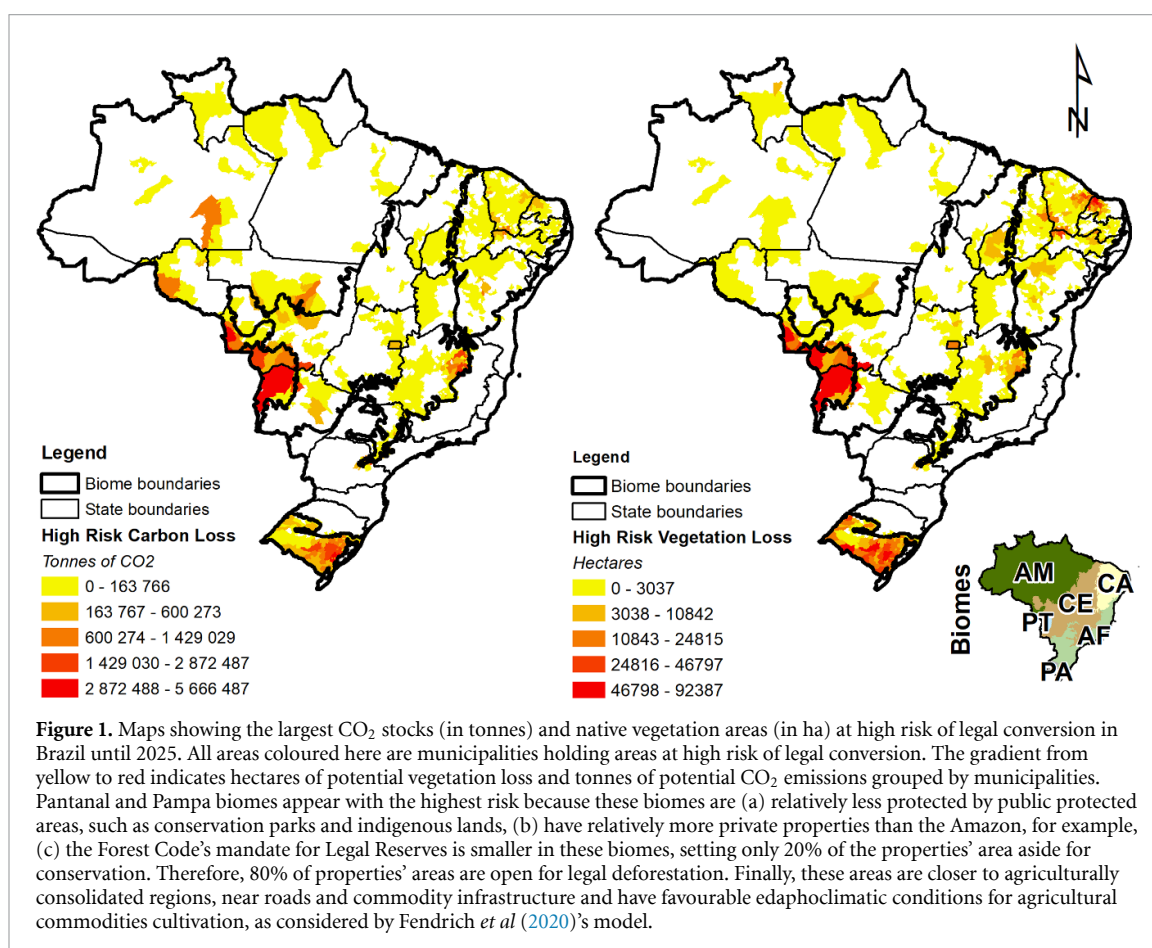 N
Legend
Biome boundaries
State boundaries
High Risk Carbon Loss
Tonnes of CO2
0 - 163 766
163 767 - 600 273
600 274 - 1 429 029
1 429 030 - 2 872 487
2 872 488 - 5 666 487
Legend
Biome boundaries
State boundaries
High Risk Vegetation Loss
Hectares
0 - 3037
3038 - 10842
10843 - 24815
24816 - 46797
46798 - 92387
Biomes
AM
CA
CE
PT
AF
PA
Figure 1. Maps showing the largest CO₂ stocks (in tonnes) and native vegetation areas (in ha) at high risk of legal conversion in
Brazil until 2025. All areas coloured here are municipalities holding areas at high risk of legal conversion. The gradient from
yellow to red indicates hectares of potential vegetation loss and tonnes of potential CO₂ emissions grouped by municipalities.
Pantanal and Pampa biomes appear with the highest risk because these biomes are (a) relatively less protected by public protected
areas, such as conservation parks and indigenous lands, (b) have relatively more private properties than the Amazon, for example,
(c) the Forest Code's mandate for Legal Reserves is smaller in these biomes, setting only 20% of the properties' area aside for
conservation. Therefore, 80% of properties' areas are open for legal deforestation. Finally, these areas are closer to agriculturally
consolidated regions, near roads and commodity infrastructure and have favourable edaphoclimatic conditions for agricultural
commodities cultivation, as considered by Fendrich et al (2020)'s model.